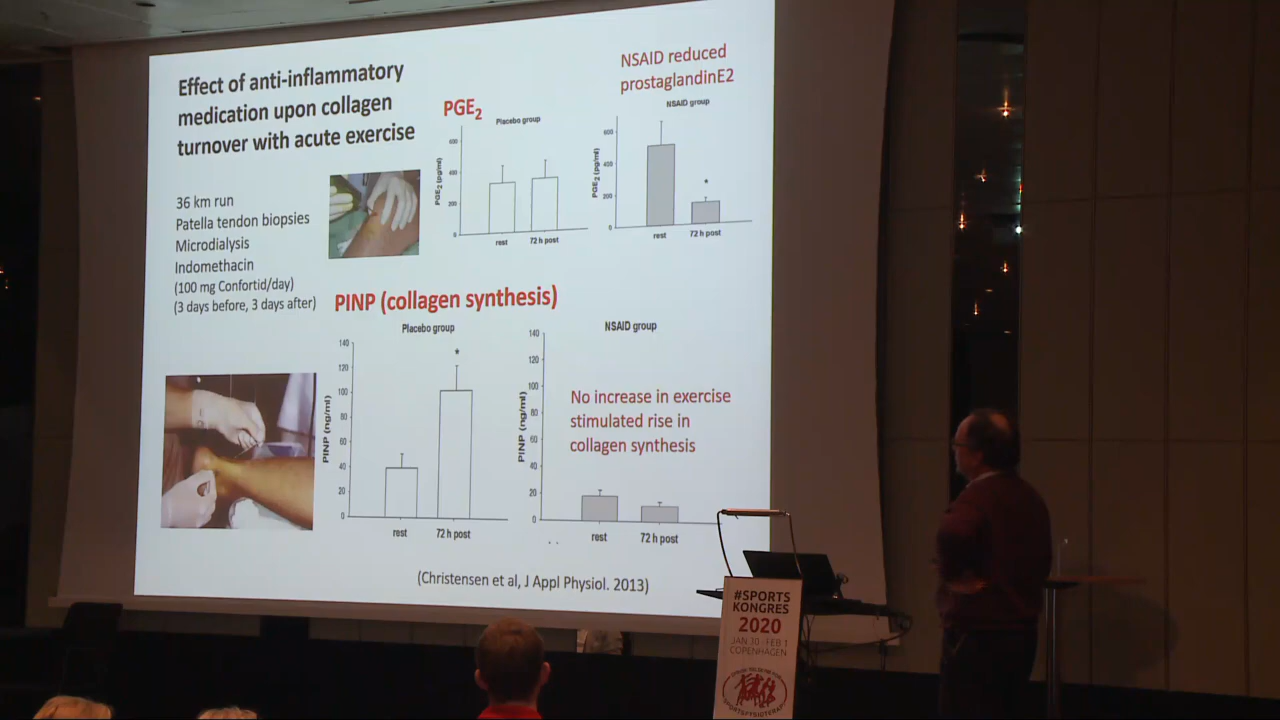 Effect of anti-inflammatory
medication upon collagen
turnover with acute exercise
36 km run
Patella tendon biopsies
Microdialysis
Indomethacin
(100 mg Confortid/day)
(3 days before, 3 days after)
PGE2
Placebo group
PGE2 (pg/ml)
600
400
200
0
rest
72 h post
NSAID reduced
prostaglandinE2
NSAID group
PGE2 (pg/ml)
600
400
200
0
*
rest
72 h post
PINP (collagen synthesis)
Placebo group
PINP (ng/ml)
140
120
100
80
60
40
20
0
*
rest
72 h post
NSAID group
PINP (ng/ml)
140
120
100
80
60
40
20
0
No increase in exercise
stimulated rise in
collagen synthesis
rest
72 h post
(Christensen et al, J Appl Physiol. 2013)
#SPORTS
KONGRES
2020
JAN 30 - FEB 1
COPENHAGEN